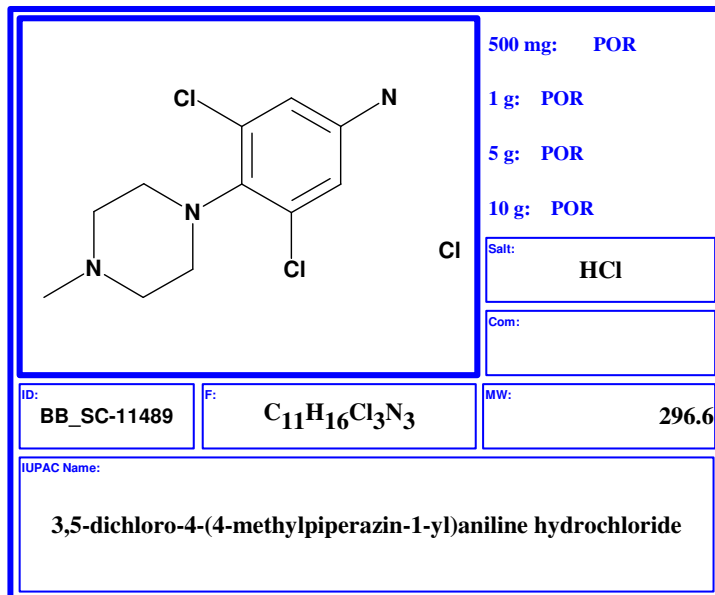 500 mg: POR
1 g: POR
5 g: POR
10 g: POR
Cl
N
N
N
Cl
Cl
Salt:
HCl
Com:
ID:
BB_SC-11489
F:
C11H16Cl3N3
MW:
296.6
IUPAC Name:
3,5-dichloro-4-(4-methylpiperazin-1-yl)aniline hydrochloride